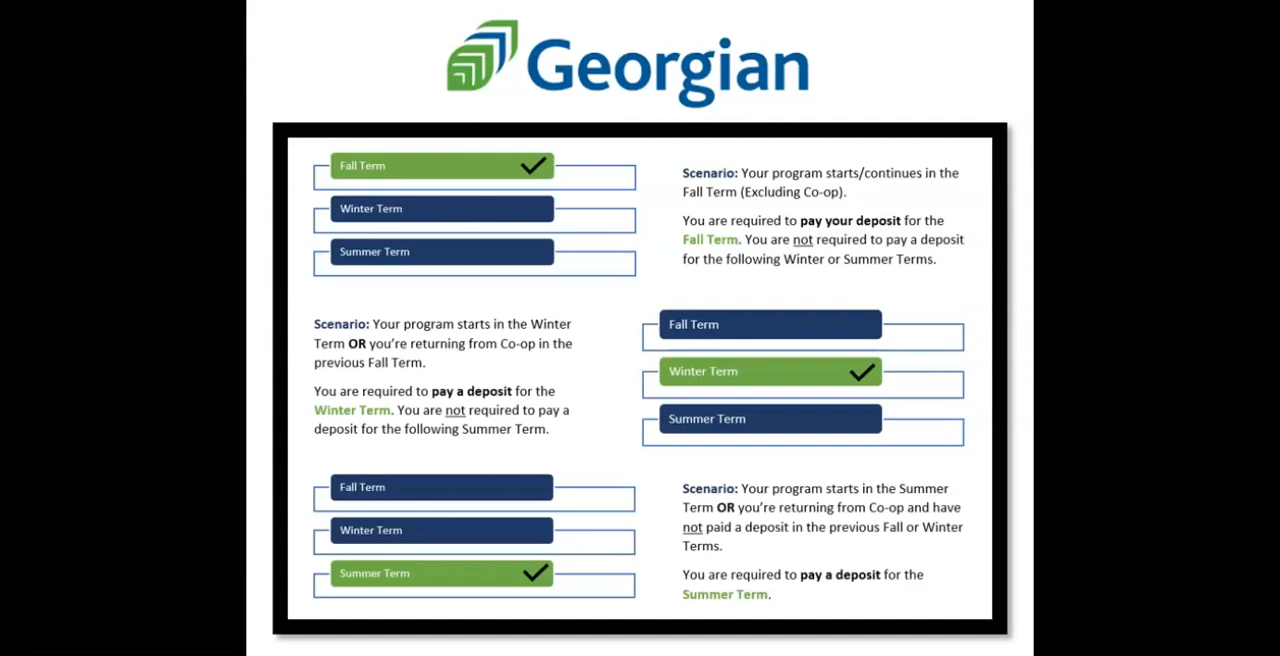 Georgian
Fall Term
Winter Term
Summer Term
Scenario: Your program starts/continues in the
Fall Term (Excluding Co-op).
You are required to pay your deposit for the
Fall Term. You are not required to pay a deposit
for the following Winter or Summer Terms.
Scenario: Your program starts in the Winter
Term OR you’re returning from Co-op in the
previous Fall Term.
You are required to pay a deposit for the
Winter Term. You are not required to pay a
deposit for the following Summer Term.
Fall Term
Winter Term
Summer Term
Fall Term
Winter Term
Summer Term
Scenario: Your program starts in the Summer
Term OR you’re returning from Co-op and have
not paid a deposit in the previous Fall or Winter
Terms.
You are required to pay a deposit for the
Summer Term.